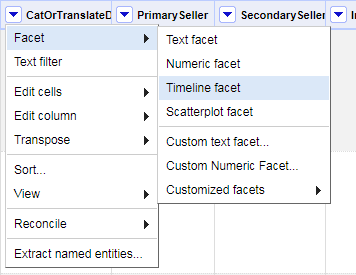 CatOrTranslateD PrimarySeller SecondarySeller In
Facet
Text filter
Edit cells
Edit column
Transpose
Sort...
View
Reconcile
Extract named entities...
Text facet
Numeric facet
Timeline facet
Scatterplot facet
Custom text facet...
Custom Numeric Facet...
Customized facets